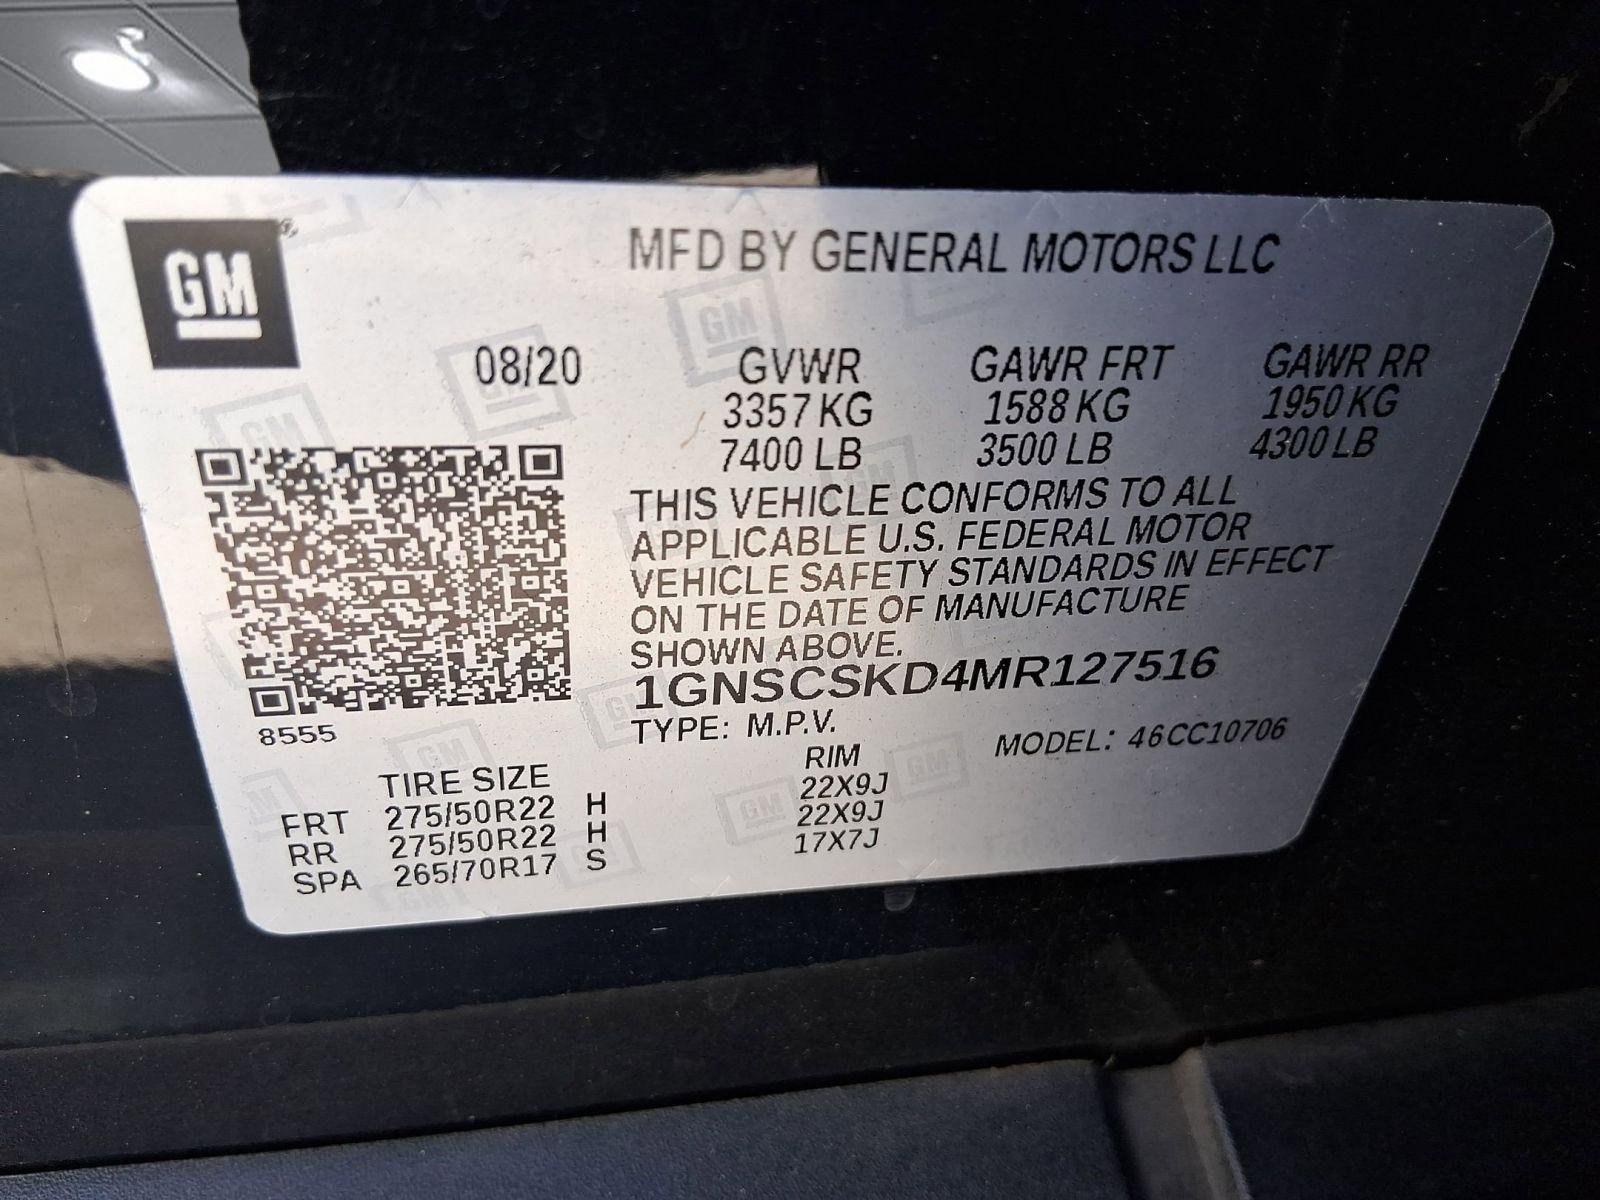 GM
MFD BY GENERAL MOTORS LLC
08/20 GVWR GAWR FRT GAWR RR
3357 KG 1588 KG 1950 KG
7400 LB 3500 LB 4300 LB
THIS VEHICLE CONFORMS TO ALL
APPLICABLE U.S. FEDERAL MOTOR
VEHICLE SAFETY STANDARDS IN EFFECT
ON THE DATE OF MANUFACTURE
SHOWN ABOVE.
1GNSCSKD4MR127516
8555
TYPE: M.P.V. MODEL: 46CC10706
TIRE SIZE RIM
FRT 275/50R22 H 22X9J
RR 275/50R22 H 22X9J
SPA 265/70R17 S 17X7J